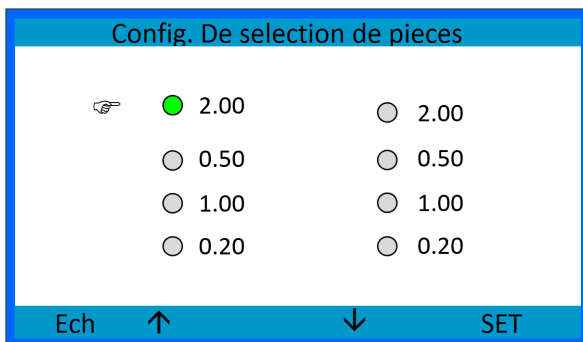 Config. De selection de pieces
☞ 2.00 2.00
0.50 0.50
1.00 1.00
0.20 0.20
Ech ↑ ↓ SET